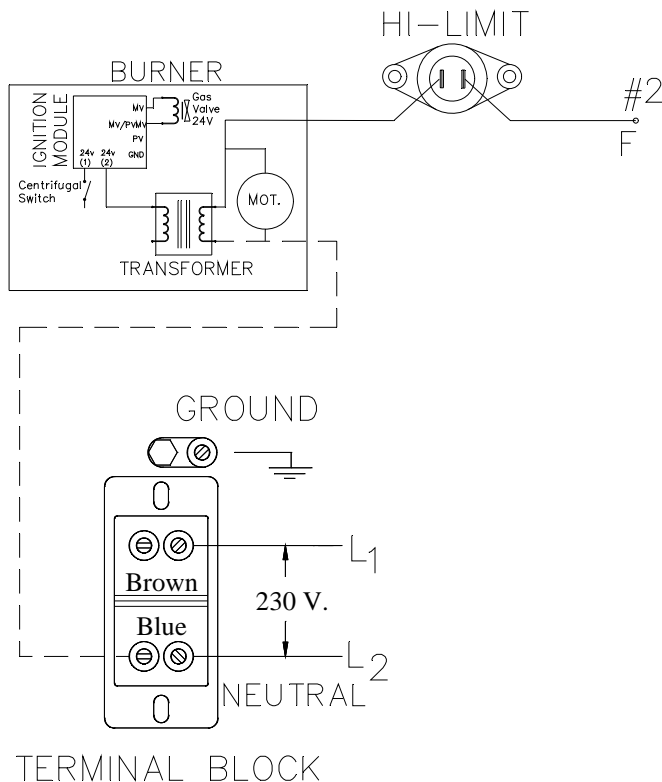 HI-LIMIT
#2
F
BURNER
IGNITION
MODULE
MV
MV/PVMV
PV
GND
24v
(1)
24v
(2)
Gas
Valve
24V
Centrifugal
Switch
MOT.
TRANSFORMER
GROUND
Brown
Blue
L1
230 V.
L2
NEUTRAL
TERMINAL BLOCK